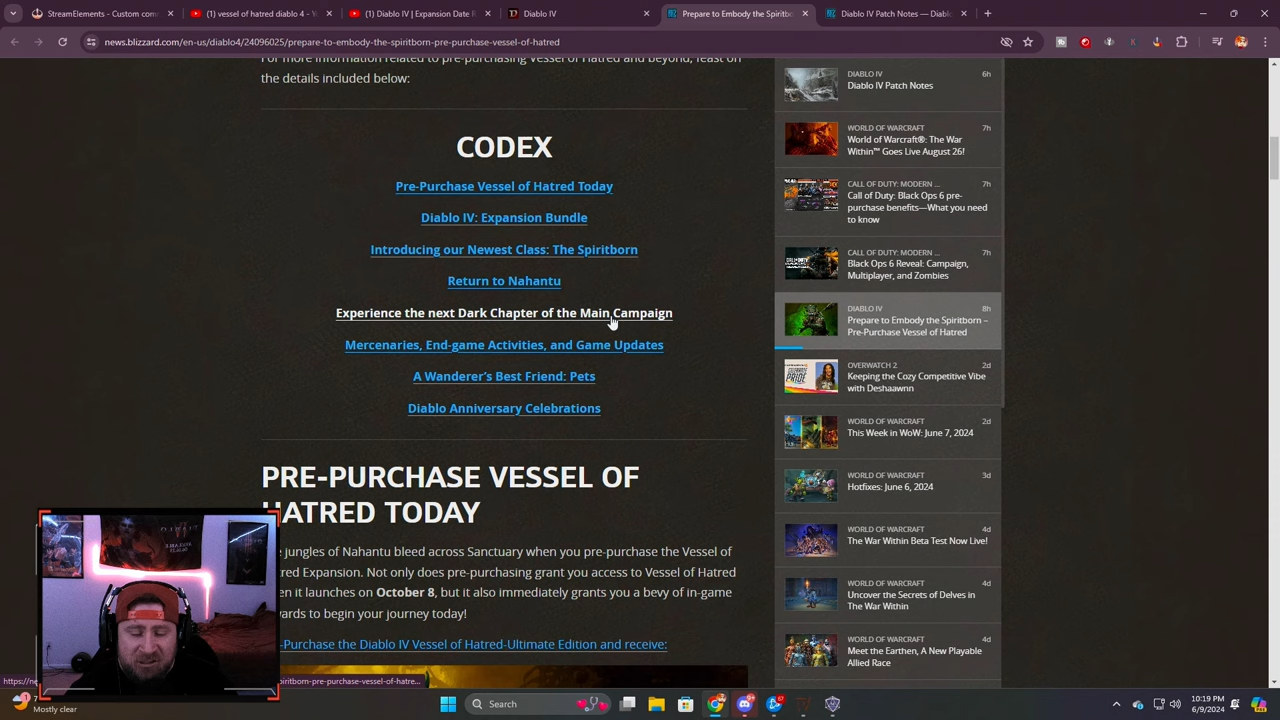 StreamElements - Custom com
(1) vessel of hatred diablo 4 - Y
(1) Diablo IV | Expansion Date R
Diablo IV
Prepare to Embody the Spiritbo
Diablo IV Patch Notes — Diablo
news.blizzard.com/en-us/diablo4/24096025/prepare-to-embody-the-spiritborn-pre-purchase-vessel-of-hatred
For more information related to pre-purchasing Vessel of Hatred and beyond, feast on
the details included below:
CODEX
Pre-Purchase Vessel of Hatred Today
Diablo IV: Expansion Bundle
Introducing our Newest Class: The Spiritborn
Return to Nahantu
Experience the next Dark Chapter of the Main Campaign
Mercenaries, End-game Activities, and Game Updates
A Wanderer's Best Friend: Pets
Diablo Anniversary Celebrations
PRE-PURCHASE VESSEL OF
HATRED TODAY
jungles of Nahantu bleed across Sanctuary when you pre-purchase the Vessel of
tred Expansion. Not only does pre-purchasing grant you access to Vessel of Hatred
en it launches on October 8, but it also immediately grants you a bevy of in-game
wards to begin your journey today!
-Purchase the Diablo IV Vessel of Hatred-Ultimate Edition and receive:
DIABLO IV
6h
Diablo IV Patch Notes
WORLD OF WARCRAFT
7h
World of Warcraft®: The War
Within™ Goes Live August 26!
CALL OF DUTY: MODERN ...
7h
Call of Duty: Black Ops 6 pre-
purchase benefits—What you need
to know
CALL OF DUTY: MODERN ...
7h
Black Ops 6 Reveal: Campaign,
Multiplayer, and Zombies
DIABLO IV
8h
Prepare to Embody the Spiritborn –
Pre-Purchase Vessel of Hatred
OVERWATCH 2
2d
Keeping the Cozy Competitive Vibe
with Deshaawnn
WORLD OF WARCRAFT
2d
This Week in WoW: June 7, 2024
WORLD OF WARCRAFT
3d
Hotfixes: June 6, 2024
WORLD OF WARCRAFT
4d
The War Within Beta Test Now Live!
WORLD OF WARCRAFT
4d
Uncover the Secrets of Delves in
The War Within
WORLD OF WARCRAFT
4d
Meet the Earthen, A New Playable
Allied Race
https://ne
iritborn-pre-purchase-vessel-of-hatre...
Mostly clear
Search
10:19 PM
6/9/2024